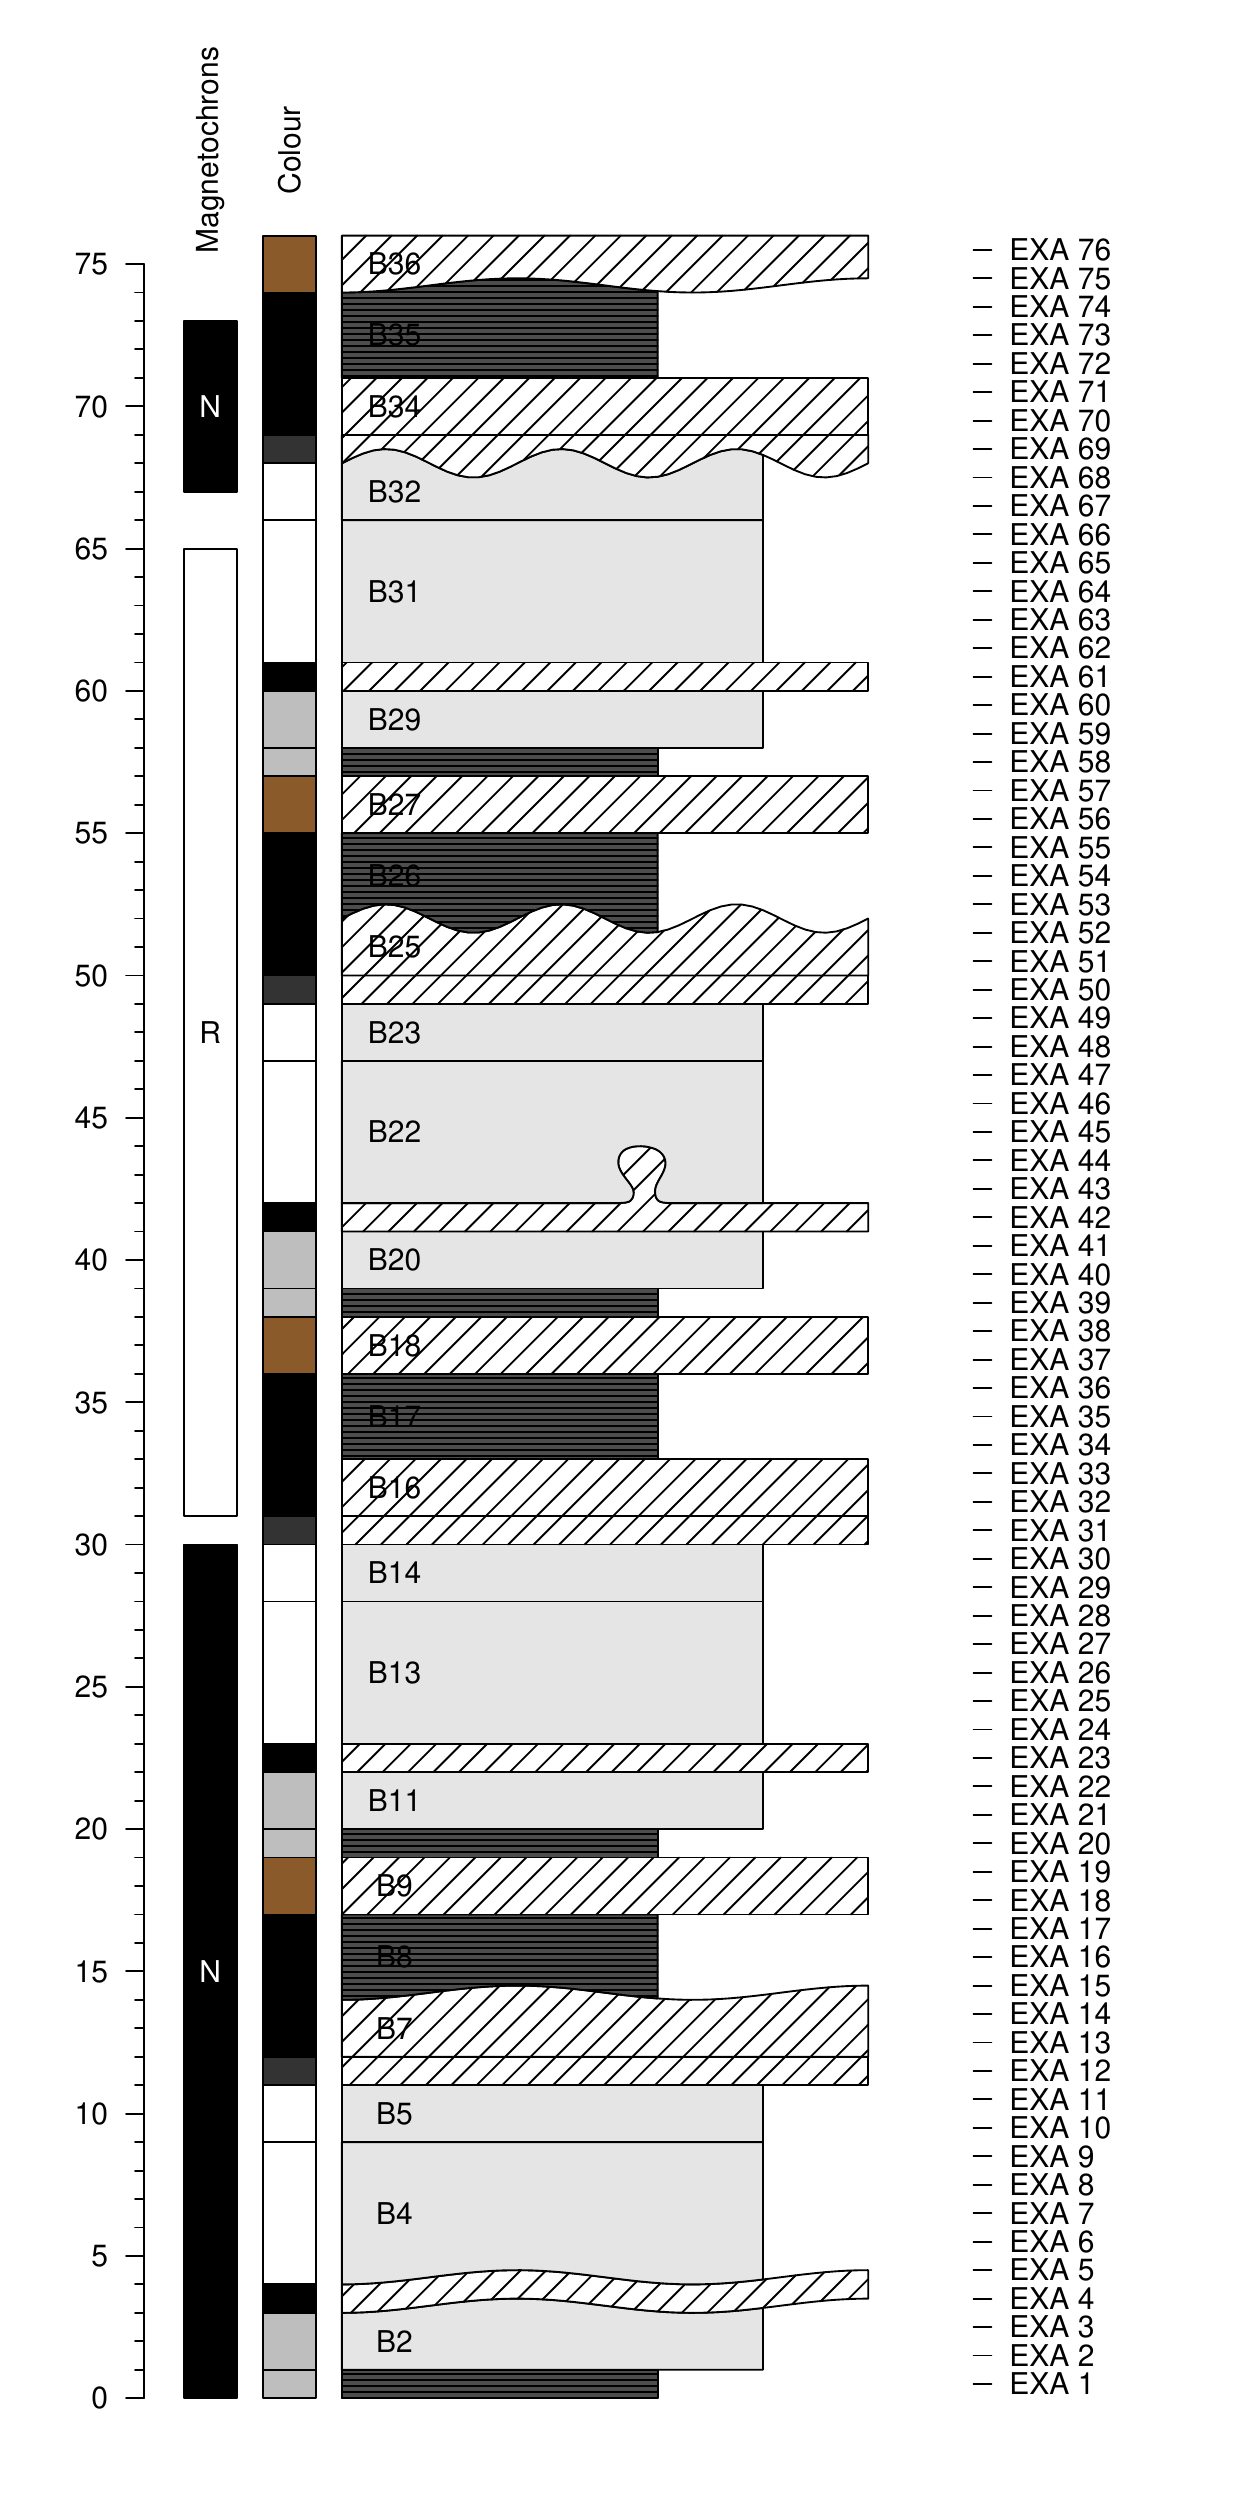 Magnetochrons
Colour
B36
EXA 76
75
EXA 75
EXA 74
B35
EXA 73
EXA 72
EXA 71
70
N
B34
EXA 70
EXA 69
EXA 68
B32
EXA 67
EXA 66
65
EXA 65
B31
EXA 64
EXA 63
EXA 62
EXA 61
60
EXA 60
B29
EXA 59
EXA 58
EXA 57
B27
EXA 56
55
EXA 55
B26
EXA 54
EXA 53
EXA 52
B25
EXA 51
50
EXA 50
R
B23
EXA 49
EXA 48
EXA 47
EXA 46
45
B22
EXA 45
EXA 44
EXA 43
EXA 42
EXA 41
40
B20
EXA 40
EXA 39
EXA 38
B18
EXA 37
EXA 36
35
B17
EXA 35
EXA 34
EXA 33
B16
EXA 32
EXA 31
30
EXA 30
B14
EXA 29
EXA 28
EXA 27
B13
EXA 26
25
EXA 25
EXA 24
EXA 23
EXA 22
B11
EXA 21
20
EXA 20
EXA 19
B9
EXA 18
EXA 17
B8
EXA 16
15
N
EXA 15
EXA 14
B7
EXA 13
EXA 12
EXA 11
10
B5
EXA 10
EXA 9
EXA 8
B4
EXA 7
EXA 6
5
EXA 5
EXA 4
EXA 3
B2
EXA 2
EXA 1
0